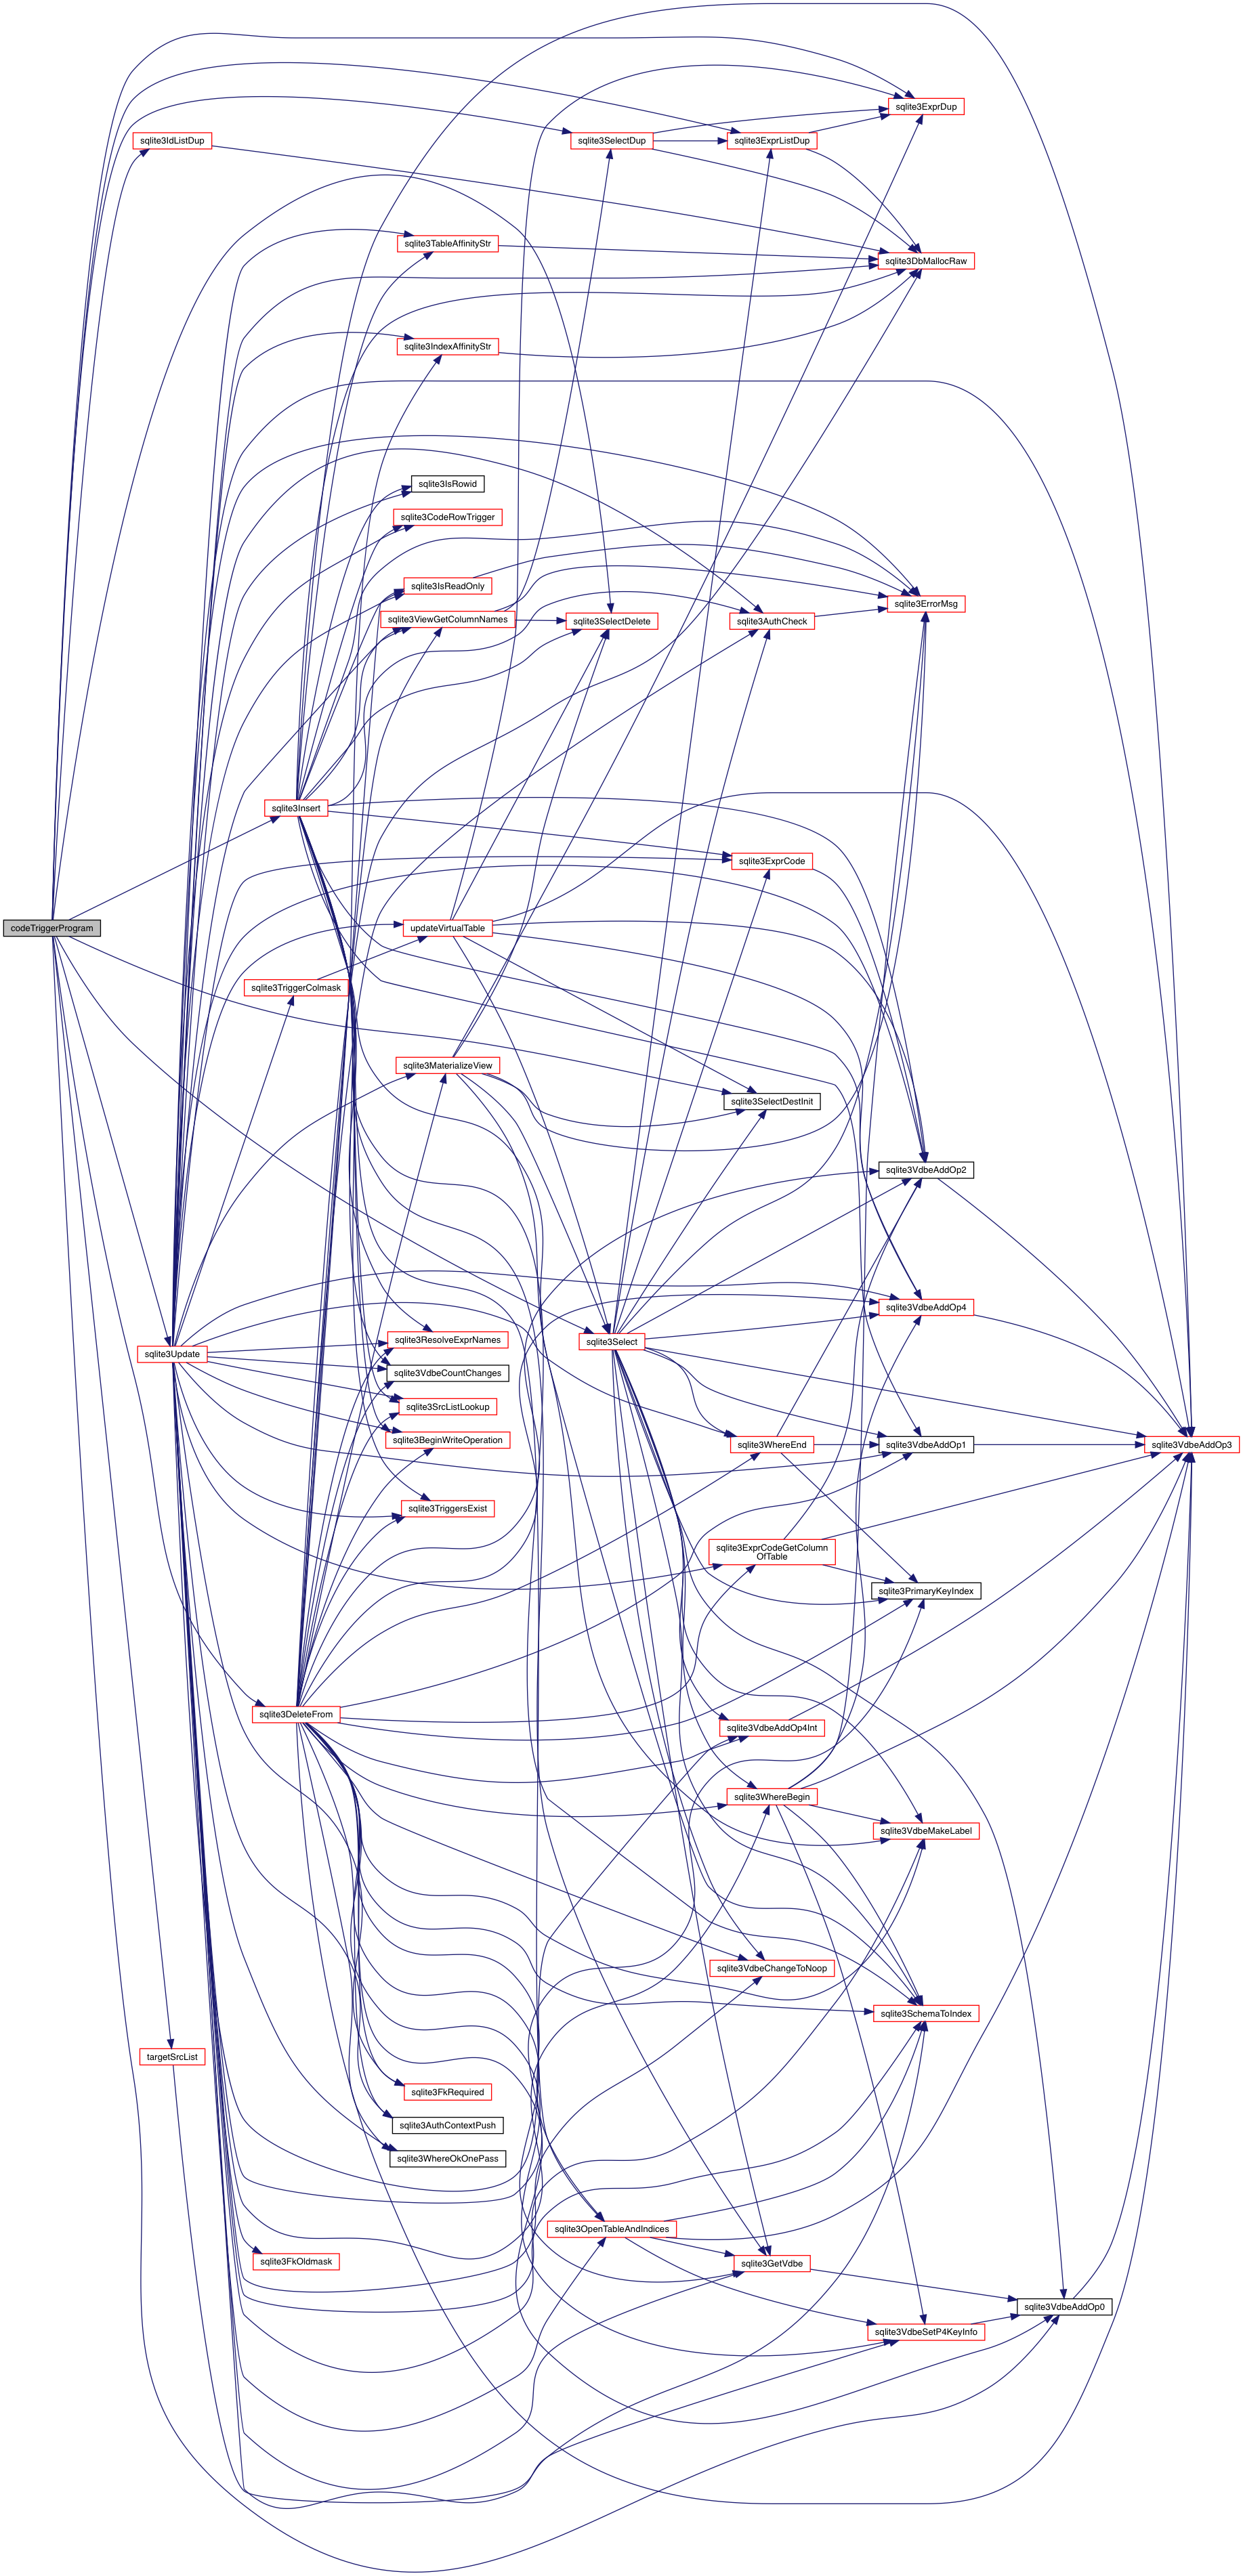 sqlite3ExprDup
sqlite3IdListDup
sqlite3SelectDup
sqlite3ExprListDup
sqlite3TableAffinityStr
sqlite3DbMallocRaw
sqlite3IndexAffinityStr
sqlite3IsRowid
sqlite3CodeRowTrigger
sqlite3IsReadOnly
sqlite3ErrorMsg
sqlite3ViewGetColumnNames
sqlite3SelectDelete
sqlite3AuthCheck
sqlite3Insert
sqlite3ExprCode
codeTriggerProgram
updateVirtualTable
sqlite3TriggerColmask
sqlite3MaterializeView
sqlite3SelectDestInit
sqlite3VdbeAddOp2
sqlite3VdbeAddOp4
sqlite3ResolveExprNames
sqlite3Select
sqlite3Update
sqlite3VdbeCountChanges
sqlite3SrcListLookup
sqlite3BeginWriteOperation
sqlite3WhereEnd
sqlite3VdbeAddOp1
sqlite3VdbeAddOp3
sqlite3TriggersExist
sqlite3ExprCodeGetColumn
OfTable
sqlite3PrimaryKeyIndex
sqlite3DeleteFrom
sqlite3VdbeAddOp4Int
sqlite3WhereBegin
sqlite3VdbeMakeLabel
sqlite3VdbeChangeToNoop
sqlite3SchemaToIndex
targetSrcList
sqlite3FkRequired
sqlite3AuthContextPush
sqlite3WhereOkOnePass
sqlite3OpenTableAndIndices
sqlite3FkOldmask
sqlite3GetVdbe
sqlite3VdbeAddOp0
sqlite3VdbeSetP4KeyInfo